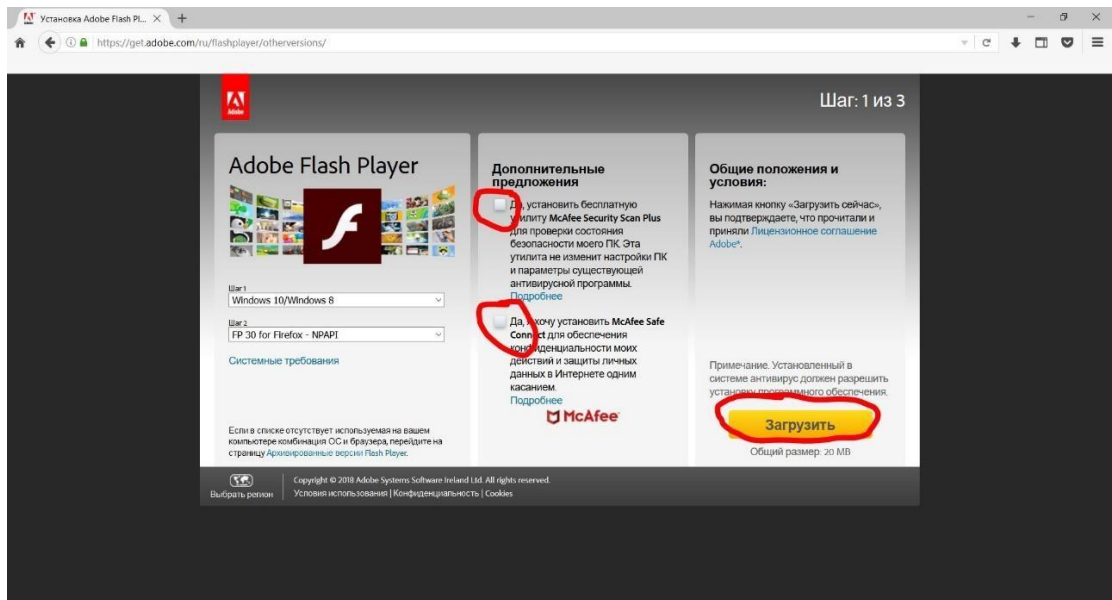 Установка Adobe Flash Pl...
https://get.adobe.com/ru/flashplayer/otherversions/
Adobe
Шаг: 1 из 3
Adobe Flash Player
Шаг 1
Windows 10/Windows 8
Шаг 2
FP 30 for Firefox - NPAPI
Системные требования
Если в списке отсутствует используемая на вашем
компьютере комбинация ОС и браузера, перейдите на
страницу Архивированные версии Flash Player.
Дополнительные
предложения
Да, установить бесплатную
утилиту McAfee Security Scan Plus
для проверки состояния
безопасности моего ПК. Эта
утилита не изменит настройки ПК
и параметры существующей
антивирусной программы.
Подробнее
Да, я хочу установить McAfee Safe
Connect для обеспечения
конфиденциальности моих
действий и защиты личных
данных в Интернете одним
касанием.
Подробнее
McAfee
Общие положения и
условия:
Нажимая кнопку «Загрузить сейчас»,
вы подтверждаете, что прочитали и
приняли Лицензионное соглашение
Adobe*.
Примечание. Установленный в
системе антивирус должен разрешить
установку программного обеспечения.
Загрузить
Общий размер: 20 MB
Выбрать регион
Copyright © 2018 Adobe Systems Software Ireland Ltd. All rights reserved.
Условия использования | Конфиденциальность | Cookies